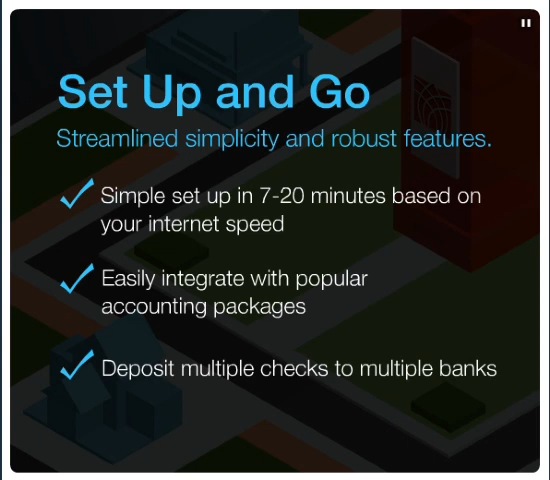 Set Up and Go
Streamlined simplicity and robust features.
Simple set up in 7-20 minutes based on
your internet speed
Easily integrate with popular
accounting packages
Deposit multiple checks to multiple banks